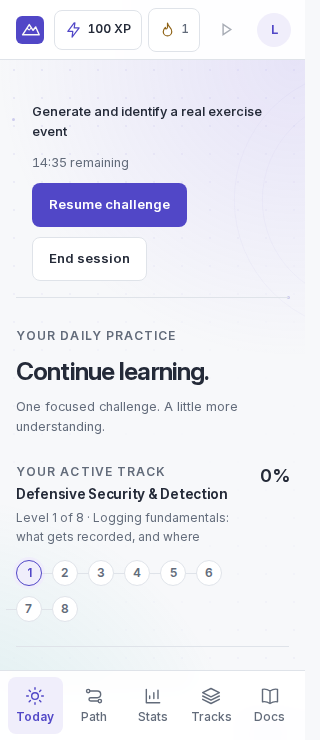 100 XP
1
L
Generate and identify a real exercise
event
14:35 remaining
Resume challenge
End session
YOUR DAILY PRACTICE
Continue learning.
One focused challenge. A little more
understanding.
YOUR ACTIVE TRACK
0%
Defensive Security & Detection
Level 1 of 8 · Logging fundamentals:
what gets recorded, and where
1 2 3 4 5 6
7 8
Today Path Stats Tracks Docs